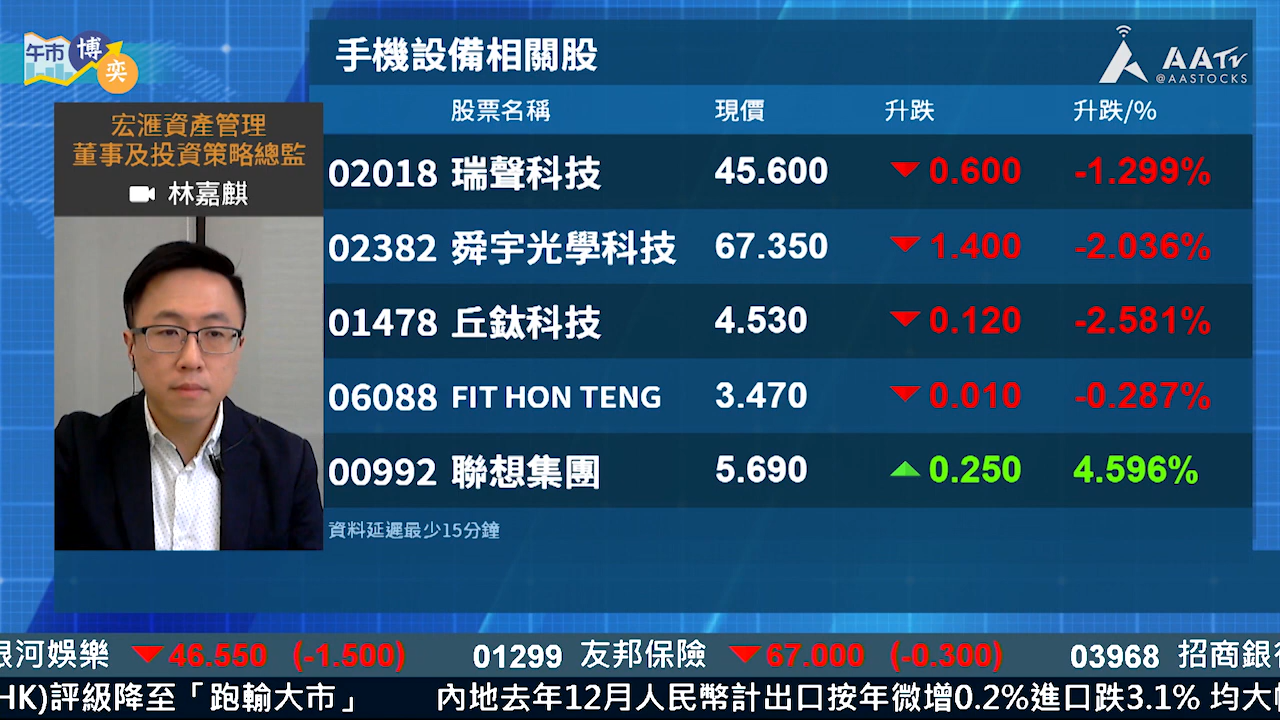 午市
博
奕
手機設備相關股
AATV
@AASTOCKS
宏滙資產管理
董事及投資策略總監
林嘉麒
股票名稱 現價 升跌 升跌/%
02018 瑞聲科技 45.600 0.600 -1.299%
02382 舜宇光學科技 67.350 1.400 -2.036%
01478 丘鈦科技 4.530 0.120 -2.581%
06088 FIT HON TENG 3.470 0.010 -0.287%
00992 聯想集團 5.690 0.250 4.596%
資料延遲最少15分鐘
銀河娛樂 46.550 (-1.500) 01299 友邦保險 67.000 (-0.300) 03968 招商銀
HK)評級降至「跑輸大市」 內地去年12月人民幣計出口按年微增0.2%進口跌3.1% 均大